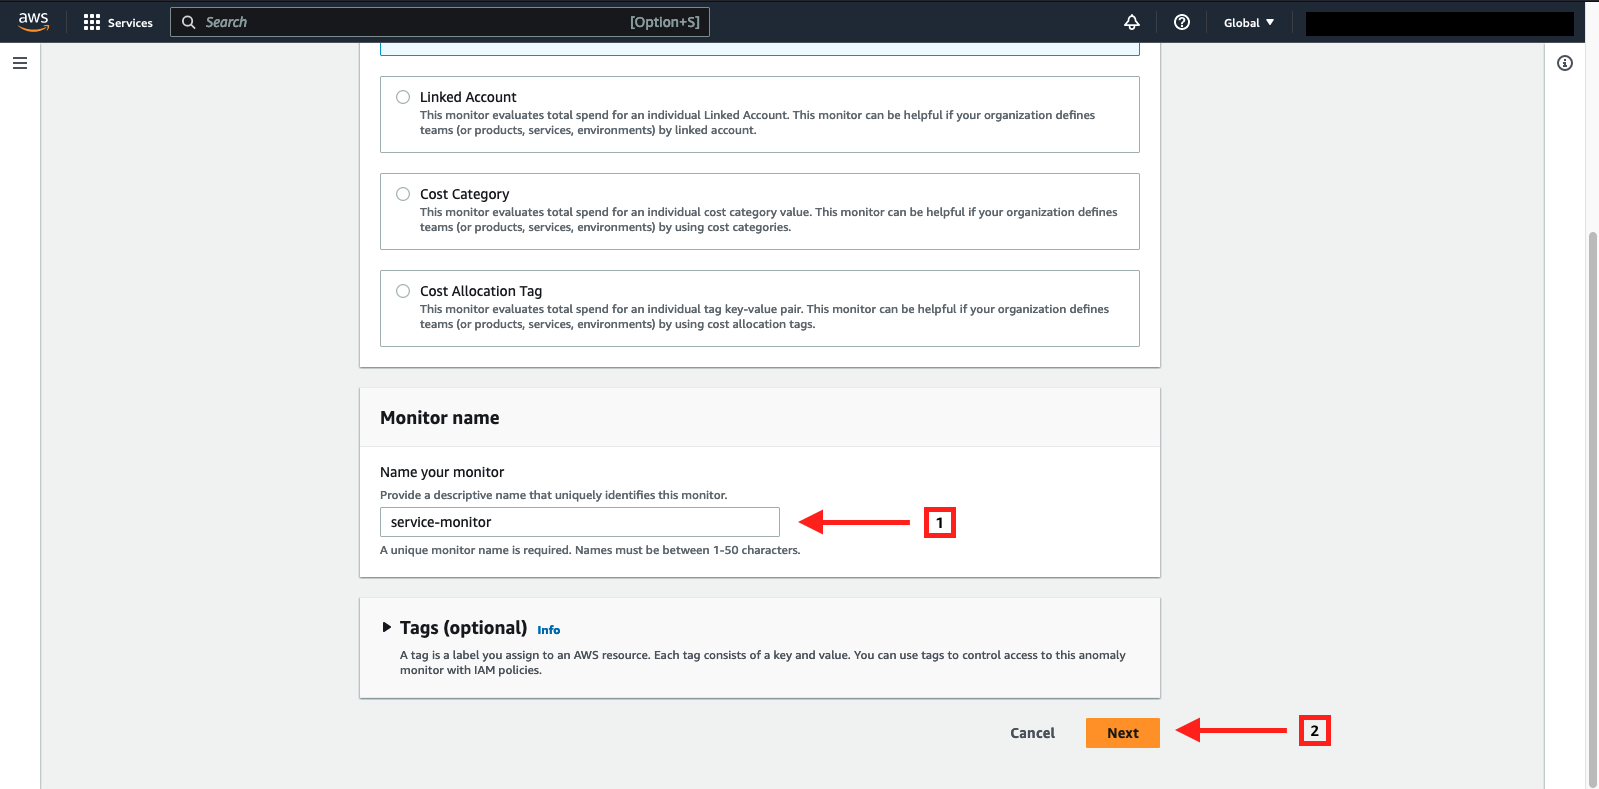 aws Services Search [Option+S] Global
Linked Account
This monitor evaluates total spend for an individual Linked Account. This monitor can be helpful if your organization defines
teams (or products, services, environments) by linked account.
Cost Category
This monitor evaluates total spend for an individual cost category value. This monitor can be helpful if your organization defines
teams (or products, services, environments) by using cost categories.
Cost Allocation Tag
This monitor evaluates total spend for an individual tag key-value pair. This monitor can be helpful if your organization defines
teams (or products, services, environments) by using cost allocation tags.
Monitor name
Name your monitor
Provide a descriptive name that uniquely identifies this monitor.
service-monitor 1
A unique monitor name is required. Names must be between 1-50 characters.
Tags (optional) Info
A tag is a label you assign to an AWS resource. Each tag consists of a key and value. You can use tags to control access to this anomaly
monitor with IAM policies.
Cancel Next 2